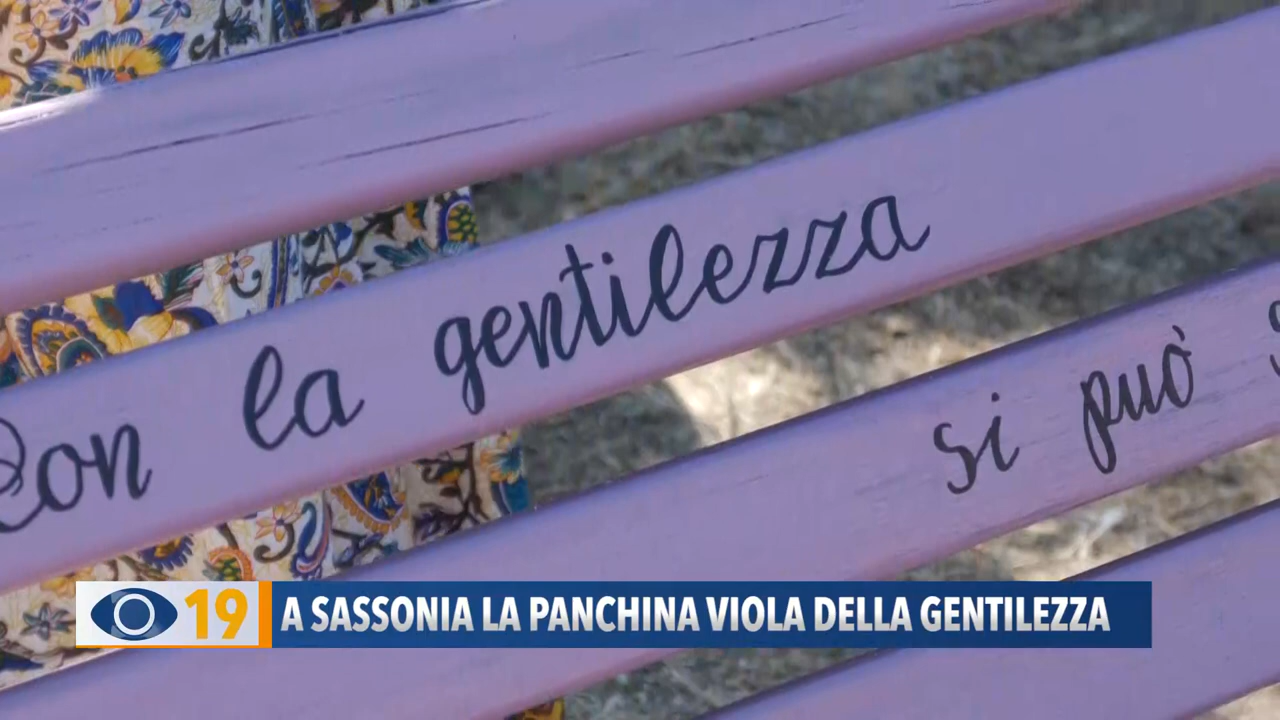 Con la gentilezza
si può
19
A SASSONIA LA PANCHINA VIOLA DELLA GENTILEZZA